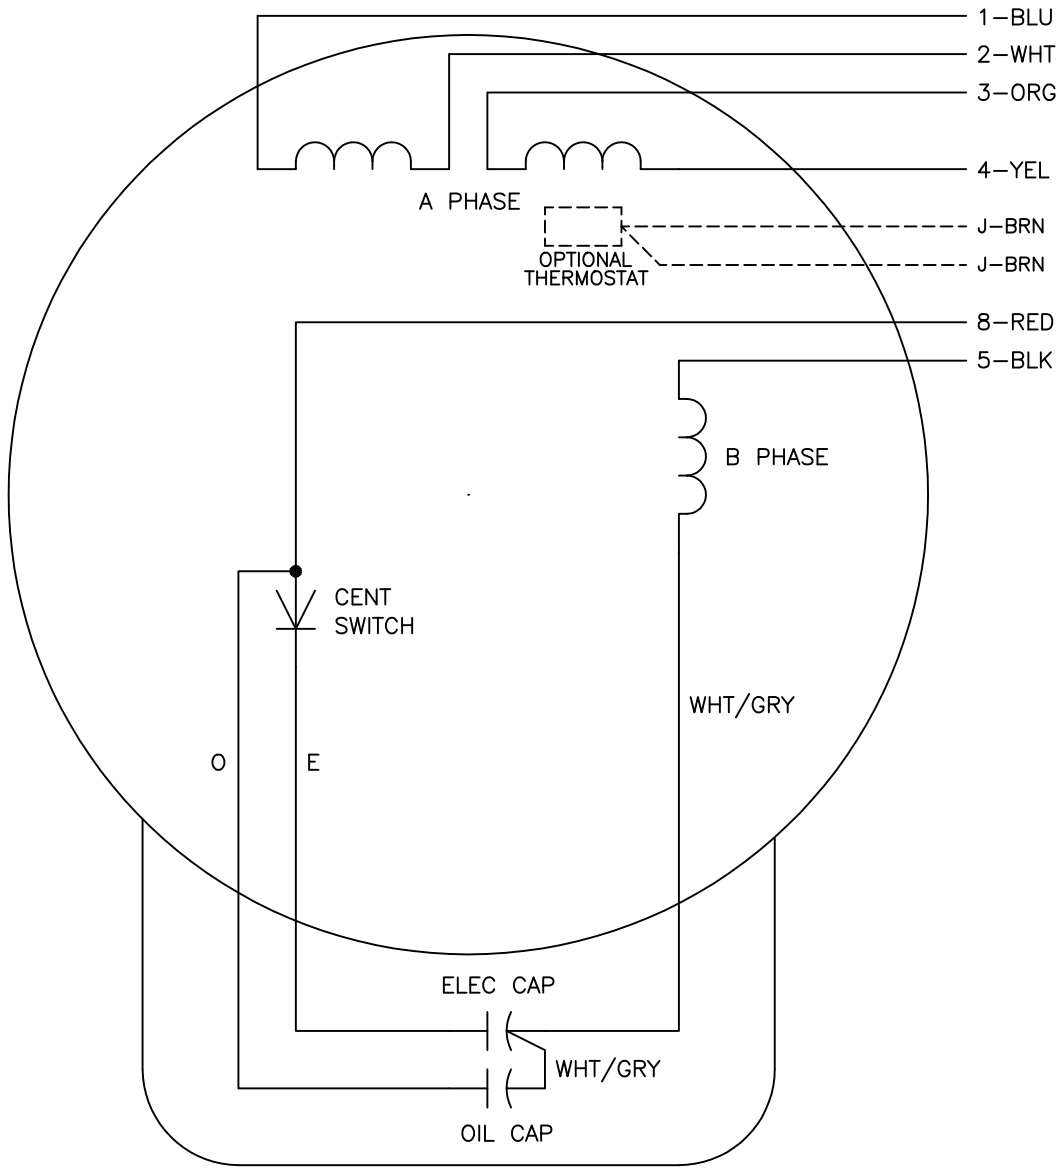 1-BLU
2-WHT
3-ORG
4-YEL
A PHASE
J-BRN
OPTIONAL
THERMOSTAT
J-BRN
8-RED
5-BLK
B PHASE
CENT
SWITCH
WHT/GRY
O
E
ELEC CAP
WHT/GRY
OIL CAP